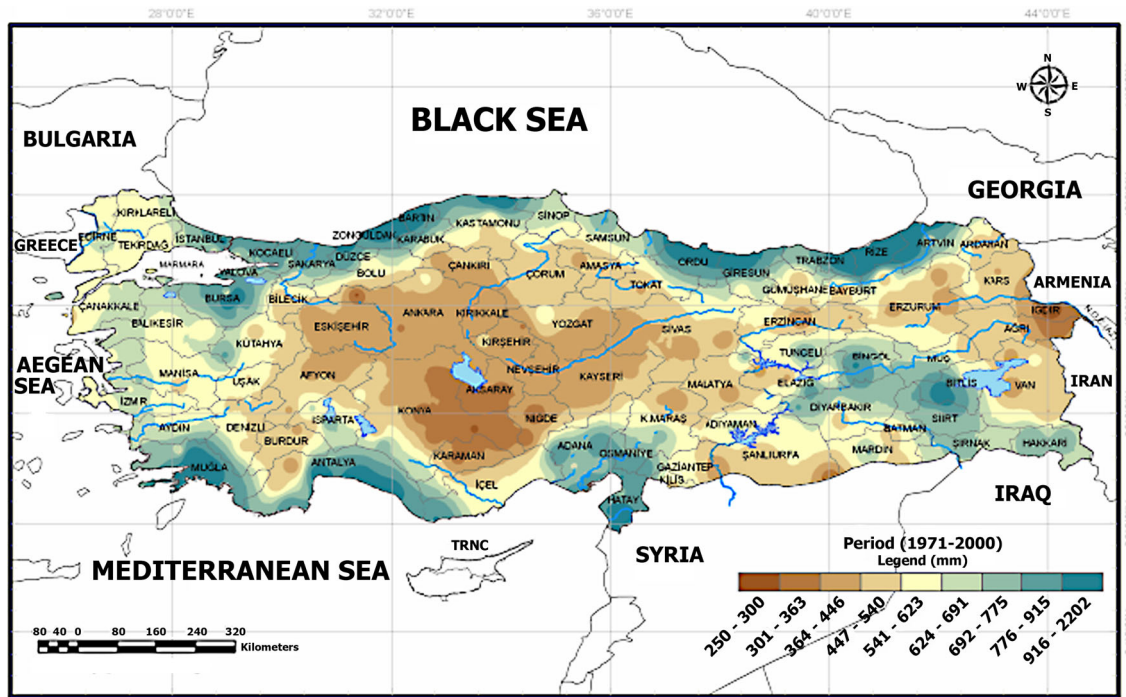 28°0'0"E 32°0'0"E 36°0'0"E 40°0'0"E 44°0'0"E
N
W E
S
BLACK SEA
BULGARIA
GEORGIA
GREECE
ARMENIA
AEGEAN
SEA
IRAN
IRAQ
SYRIA
TRNC
MEDITERRANEAN SEA
KIRKLARELİ
EDİRNE
TEKİRDAĞ
İSTANBUL
MARMARA
KOCAELİ
YALOVA
SAKARYA
DÜZCE
BOLU
ZONGULDAK
BARTIN
KARABÜK
KASTAMONU
SİNOP
SAMSUN
ÇANKIRI
ÇORUM
AMASYA
TOKAT
ORDU
GİRESUN
TRABZON
RİZE
ARTVİN
ARDAHAN
GÜMÜŞHANE
BAYBURT
KARS
IĞDIR
ÇANAKKALE
BALIKESİR
BURSA
BİLECİK
ESKİŞEHİR
ANKARA
KIRIKKALE
YOZGAT
SİVAS
ERZİNCAN
ERZURUM
AĞRI
KÜTAHYA
KIRŞEHİR
MANİSA
UŞAK
AFYON
NEVŞEHİR
KAYSERİ
TUNCELİ
BİNGÖL
MUŞ
AKSARAY
MALATYA
ELAZIĞ
BİTLİS
VAN
İZMİR
AYDIN
DENİZLİ
ISPARTA
KONYA
NİGDE
K.MARAŞ
ADIYAMAN
DİYARBAKIR
SİİRT
BATMAN
BURDUR
ŞIRNAK
HAKKARİ
MUĞLA
ANTALYA
KARAMAN
ADANA
OSMANİYE
GAZİANTEP
KİLİS
ŞANLIURFA
MARDİN
İÇEL
HATAY
Period (1971-2000)
Legend (mm)
250 - 300
301 - 363
364 - 446
447 - 540
541 - 623
624 - 691
692 - 775
776 - 915
916 - 2202
80 40 0 80 160 240 320
Kilometers